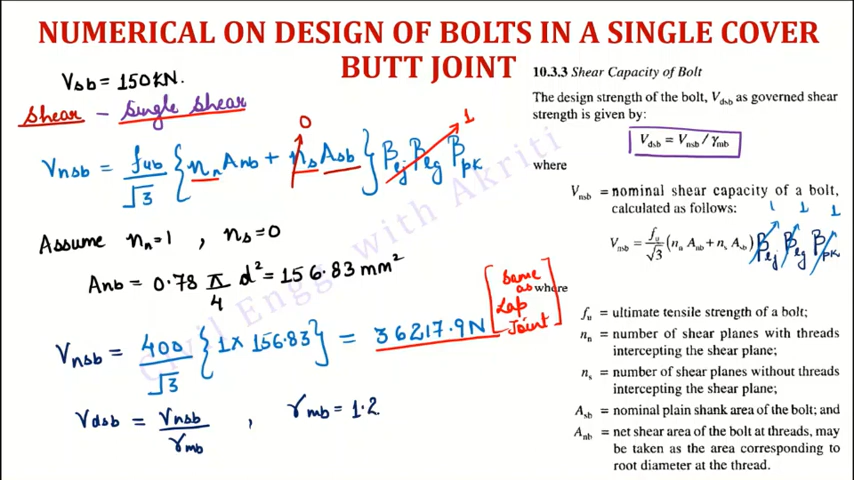 NUMERICAL ON DESIGN OF BOLTS IN A SINGLE COVER
BUTT JOINT
Vsb = 150 KN.
Shear - Single shear
0
1
Vnsb = fub/√3 { nn Anb + ns Asb } βlj βlg βpk
Assume nn=1 , ns=0
Anb = 0.78 π/4 d² = 156.83 mm²
Vnsb = 400/√3 { 1 x 156.83 } = 36217.9 N
[Same
as
Lap
Joint]
Vdsb = Vnsb/γmb , γmb = 1.2
10.3.3 Shear Capacity of Bolt
The design strength of the bolt, Vdsb as governed shear
strength is given by:
Vdsb = Vnsb / γmb
where
Vnsb = nominal shear capacity of a bolt,
calculated as follows:
1 1 1
Vnsb = fu/√3 (nn Anb + ns Asb) βlj βlg βpk
where
fu = ultimate tensile strength of a bolt;
nn = number of shear planes with threads
intercepting the shear plane;
ns = number of shear planes without threads
intercepting the shear plane;
Asb = nominal plain shank area of the bolt; and
Anb = net shear area of the bolt at threads, may
be taken as the area corresponding to
root diameter at the thread.
Civil Engg. with Akriti